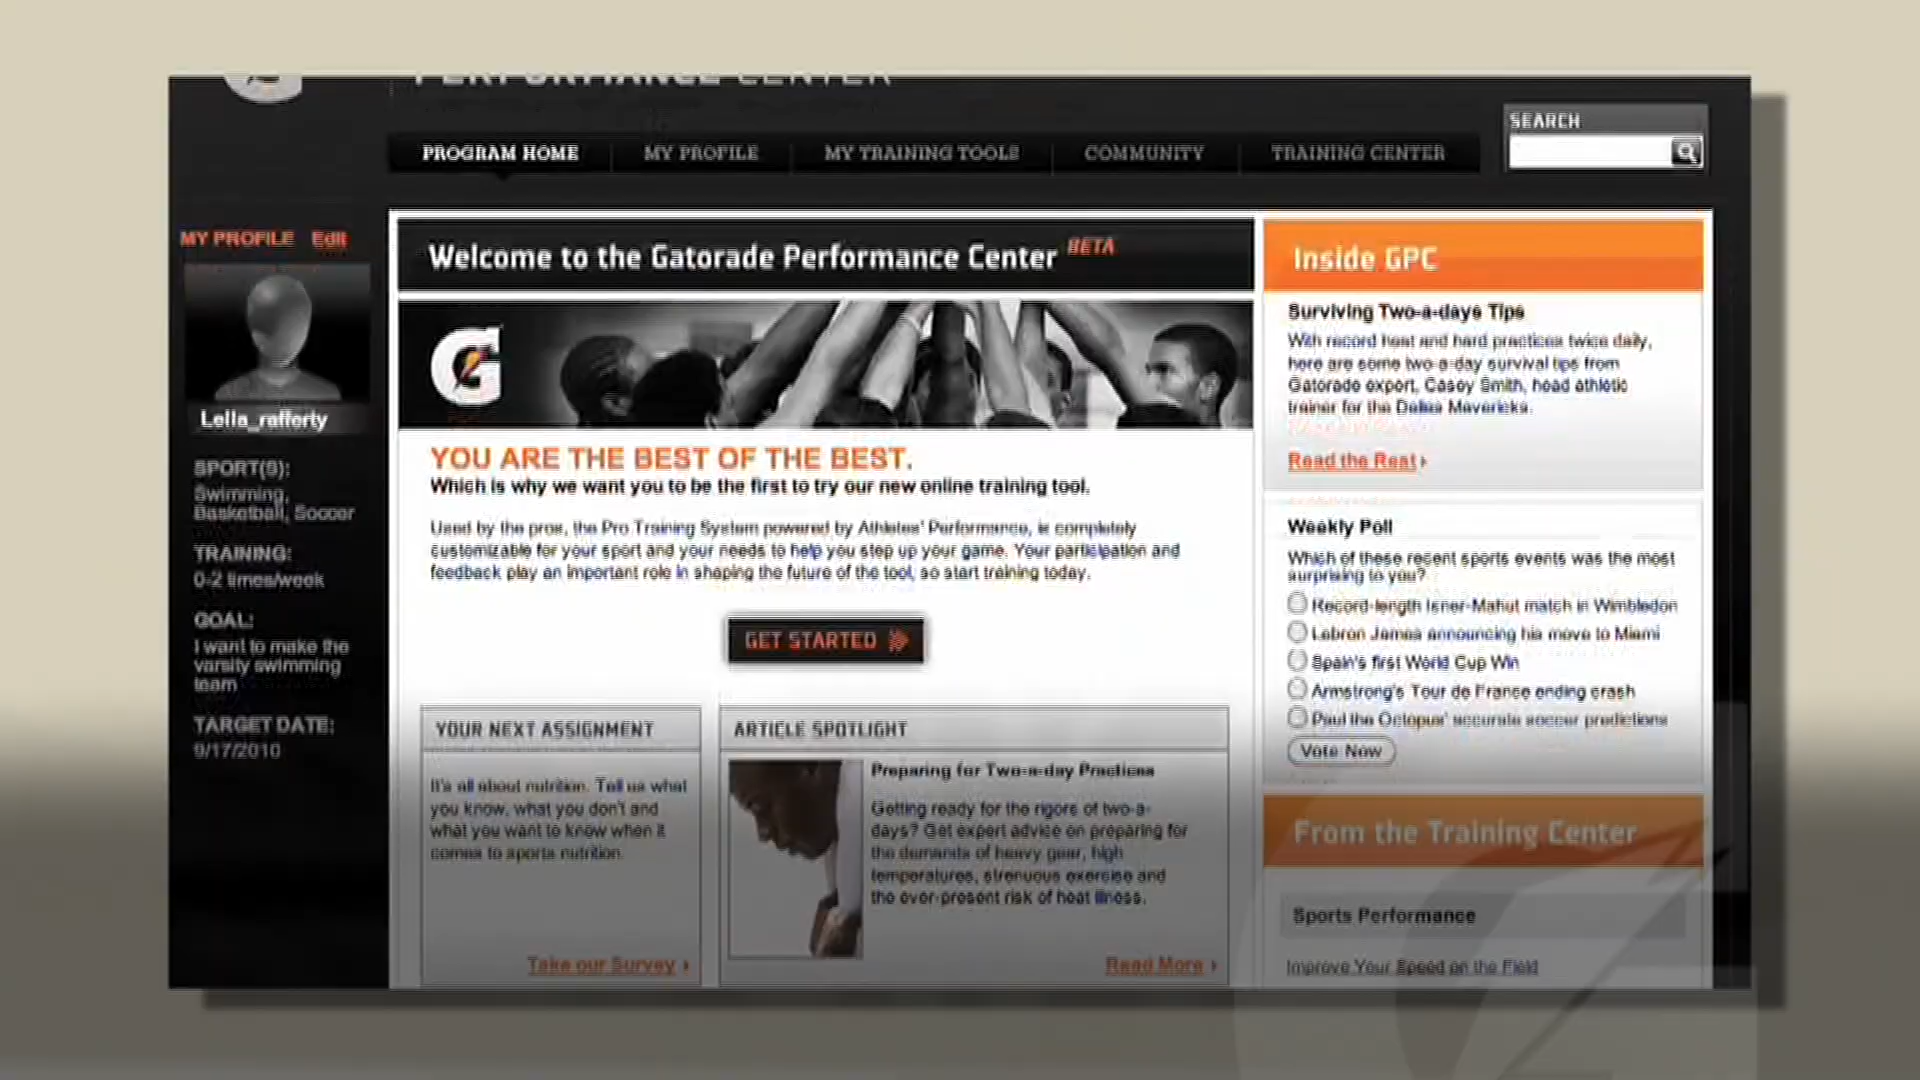 PERFORMANCE CENTER
SEARCH
PROGRAM HOME
MY PROFILE
MY TRAINING TOOLS
COMMUNITY
TRAINING CENTER
MY PROFILE Edit
Lella_rafferty
SPORT(S):
Swimming,
Basketball, Soccer
TRAINING:
0-2 times/week
GOAL:
I want to make the
varsity swimming
team
TARGET DATE:
9/17/2010
Welcome to the Gatorade Performance Center BETA
G
YOU ARE THE BEST OF THE BEST.
Which is why we want you to be the first to try our new online training tool.
Used by the pros, the Pro Training System powered by Athletes' Performance, is completely
customizable for your sport and your needs to help you step up your game. Your participation and
feedback play an important role in shaping the future of the tool, so start training today.
GET STARTED
YOUR NEXT ASSIGNMENT
It's all about nutrition. Tell us what
you know, what you don't and
what you want to know when it
comes to sports nutrition.
Take our Survey
ARTICLE SPOTLIGHT
Preparing for Two-a-day Practices
Getting ready for the rigors of two-a-
days? Get expert advice on preparing for
the demands of heavy gear, high
temperatures, strenuous exercise and
the ever-present risk of heat illness.
Read More
Inside GPC
Surviving Two-a-days Tips
With record heat and hard practices twice daily,
here are some two-a-day survival tips from
Gatorade expert, Casey Smith, head athletic
trainer for the Dallas Mavericks.
Read the Rest
Weekly Poll
Which of these recent sports events was the most
surprising to you?
Record-length Isner-Mahut match in Wimbledon
Lebron James announcing his move to Miami
Spain's first World Cup Win
Armstrong's Tour de France ending crash
Paul the Octopus' accurate soccer predictions
Vote Now
From the Training Center
Sports Performance
Improve Your Speed on the Field